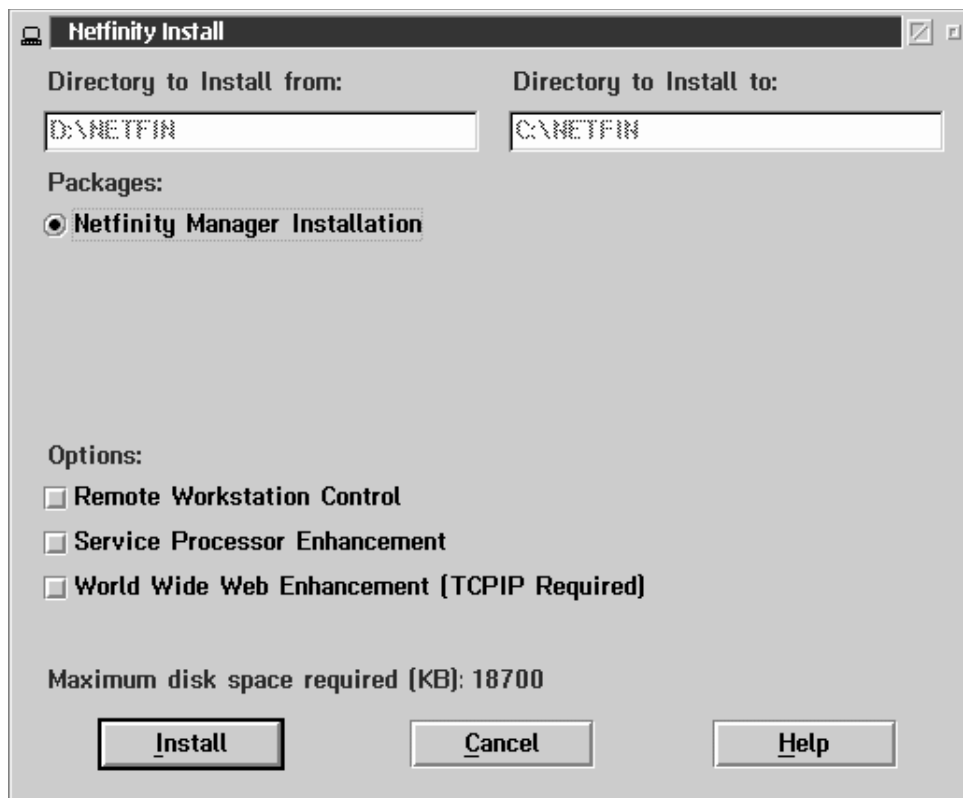 Netfinity Install
Directory to Install from: Directory to Install to:
D:\NETFIN C:\NETFIN
Packages:
Netfinity Manager Installation
Options:
Remote Workstation Control
Service Processor Enhancement
World Wide Web Enhancement (TCPIP Required)
Maximum disk space required (KB): 18700
Install Cancel Help